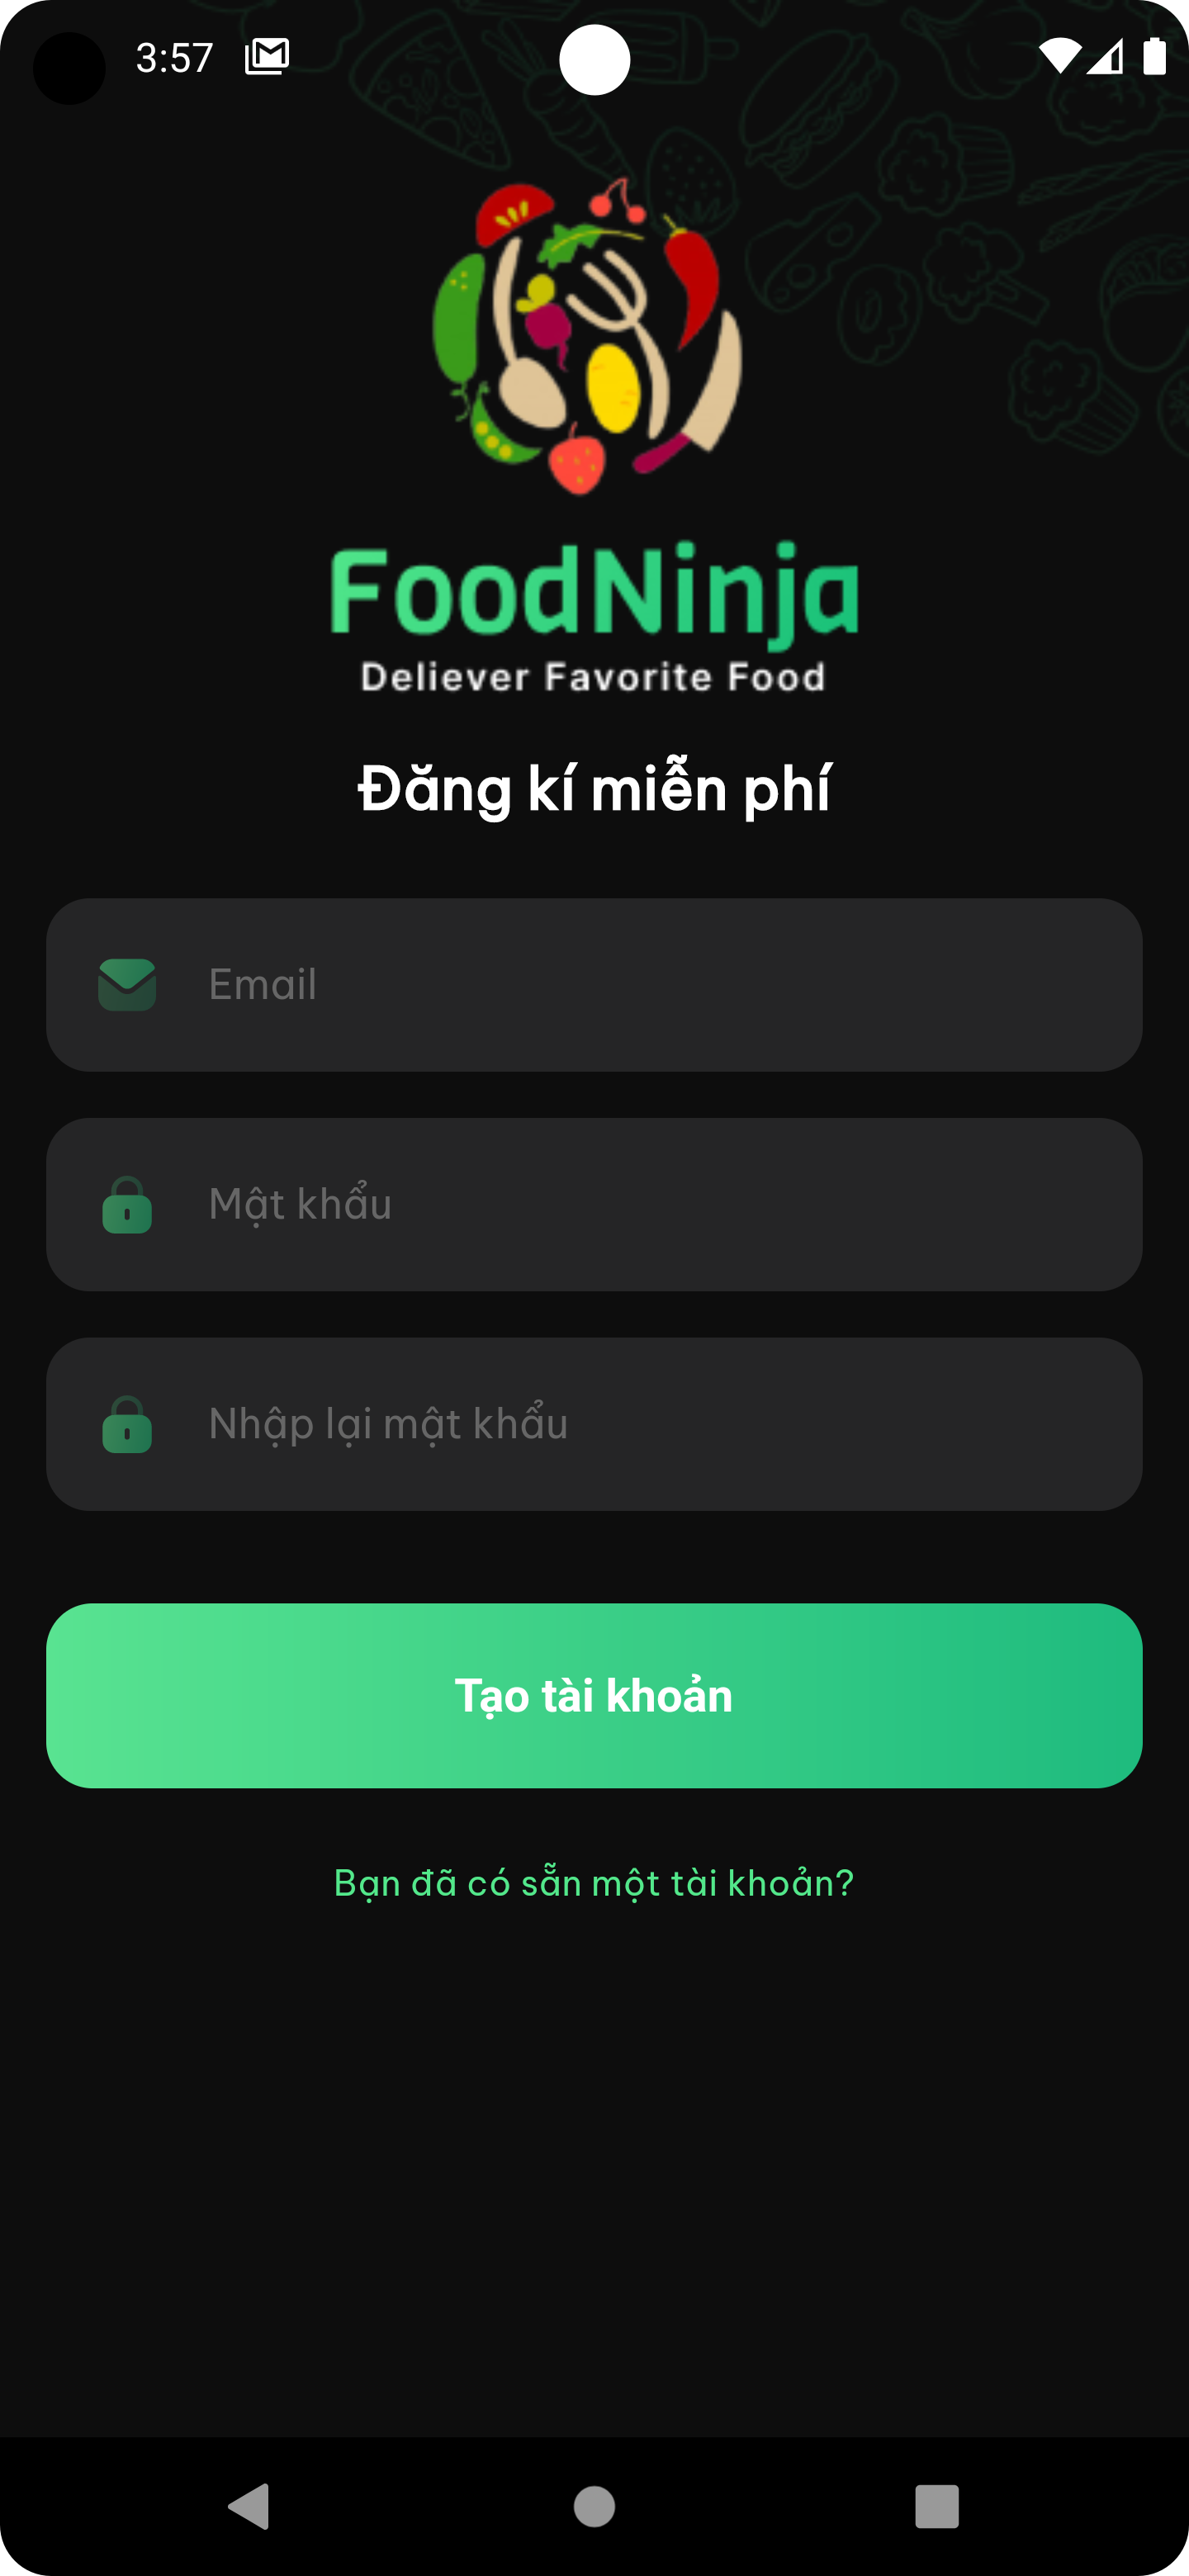 3:57
FoodNinja
Deliever Favorite Food
Đăng kí miễn phí
Email
Mật khẩu
Nhập lại mật khẩu
Tạo tài khoản
Bạn đã có sẵn một tài khoản?